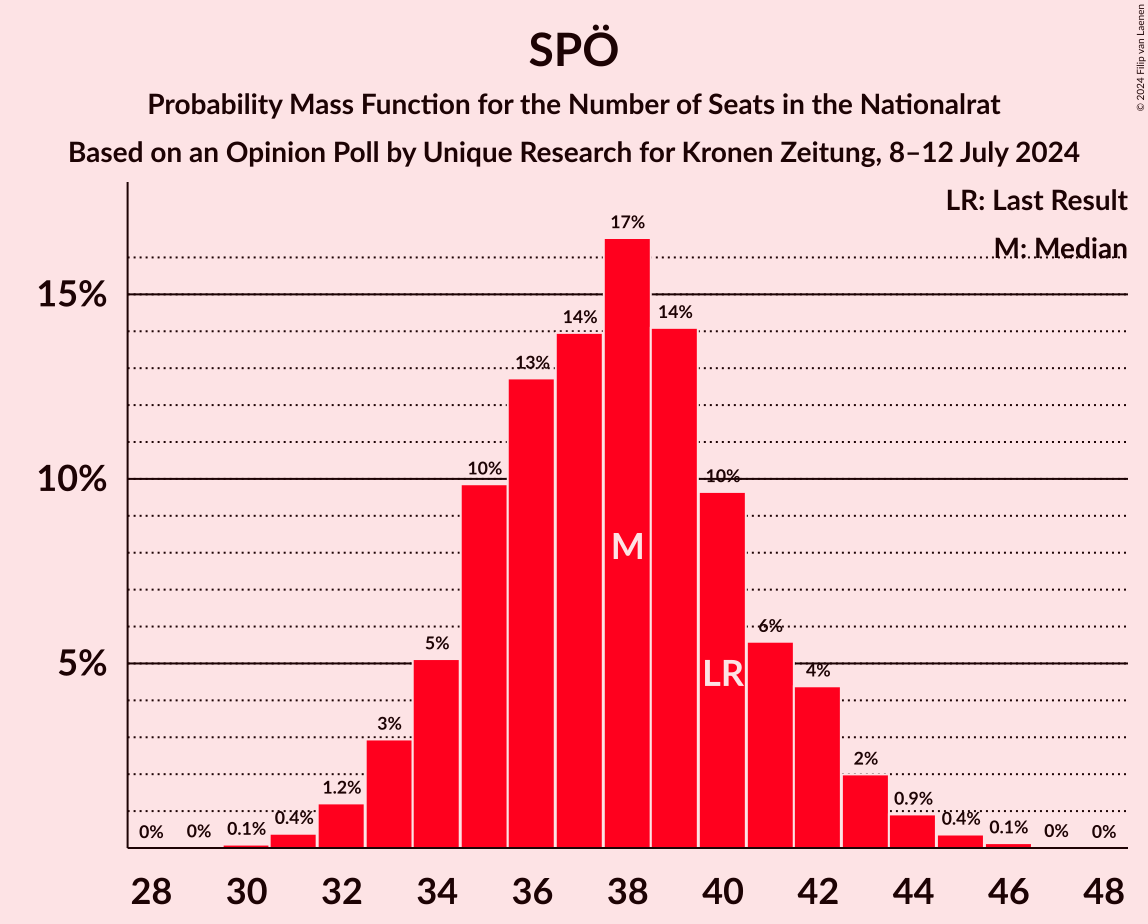 SPÖ
Probability Mass Function for the Number of Seats in the Nationalrat
Based on an Opinion Poll by Unique Research for Kronen Zeitung, 8–12 July 2024
© 2024 Filip van Laenen
LR: Last Result
M: Median
17%
15%
14%
14%
13%
10%
10%
10%
M
6%
5%
5%
4%
LR
3%
2%
1.2%
0.9%
0%
0%
0.1%
0.4%
0.4%
0.1%
0%
0%
28 30 32 34 36 38 40 42 44 46 48